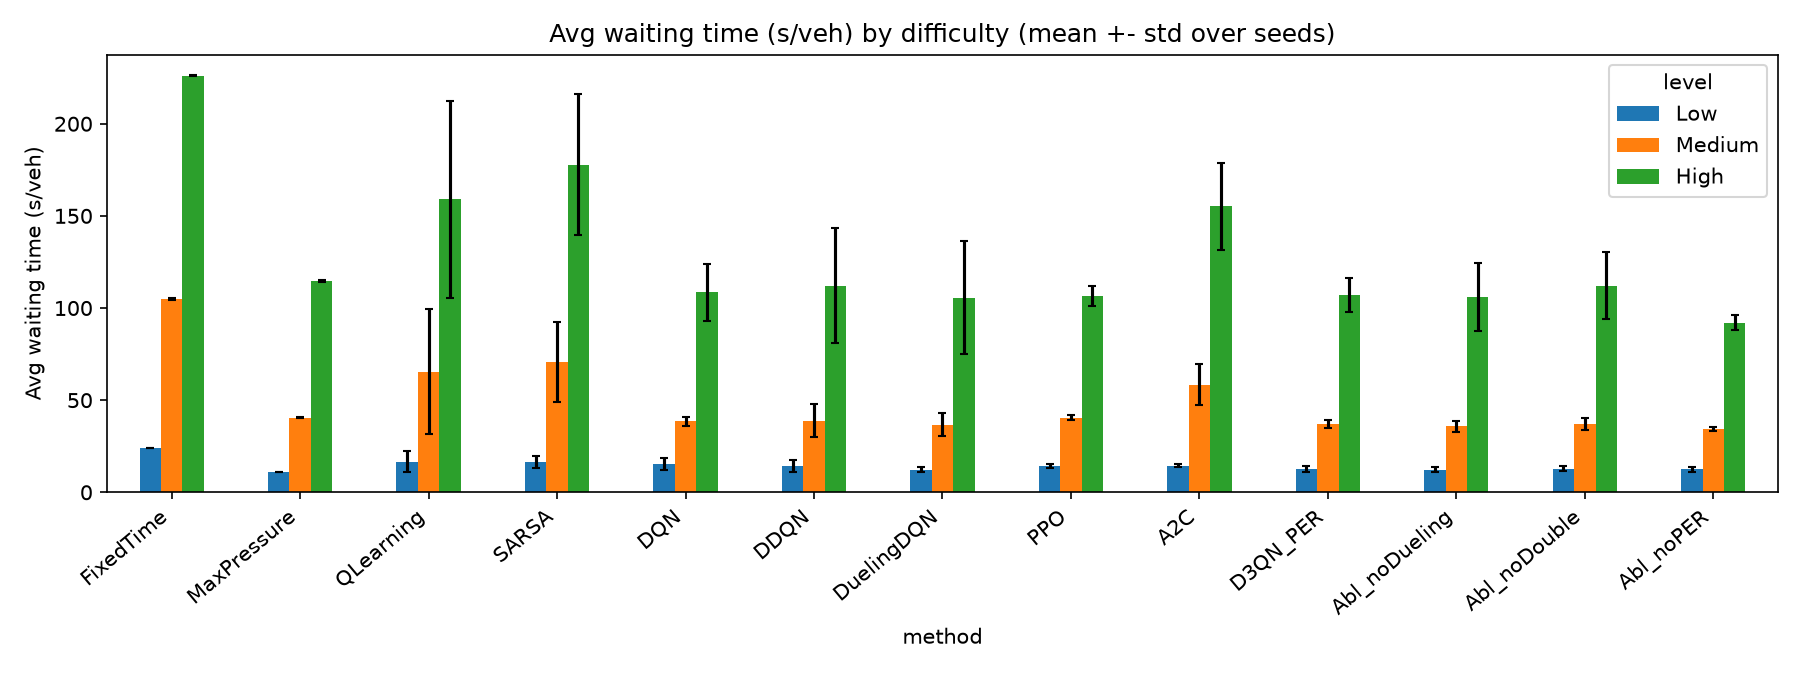 Avg waiting time (s/veh) by difficulty (mean +- std over seeds)
Avg waiting time (s/veh)
200
150
100
50
0
level
Low
Medium
High
FixedTime
MaxPressure
QLearning
SARSA
DQN
DDQN
DuelingDQN
PPO
A2C
D3QN_PER
Abl_noDueling
Abl_noDouble
Abl_noPER
method